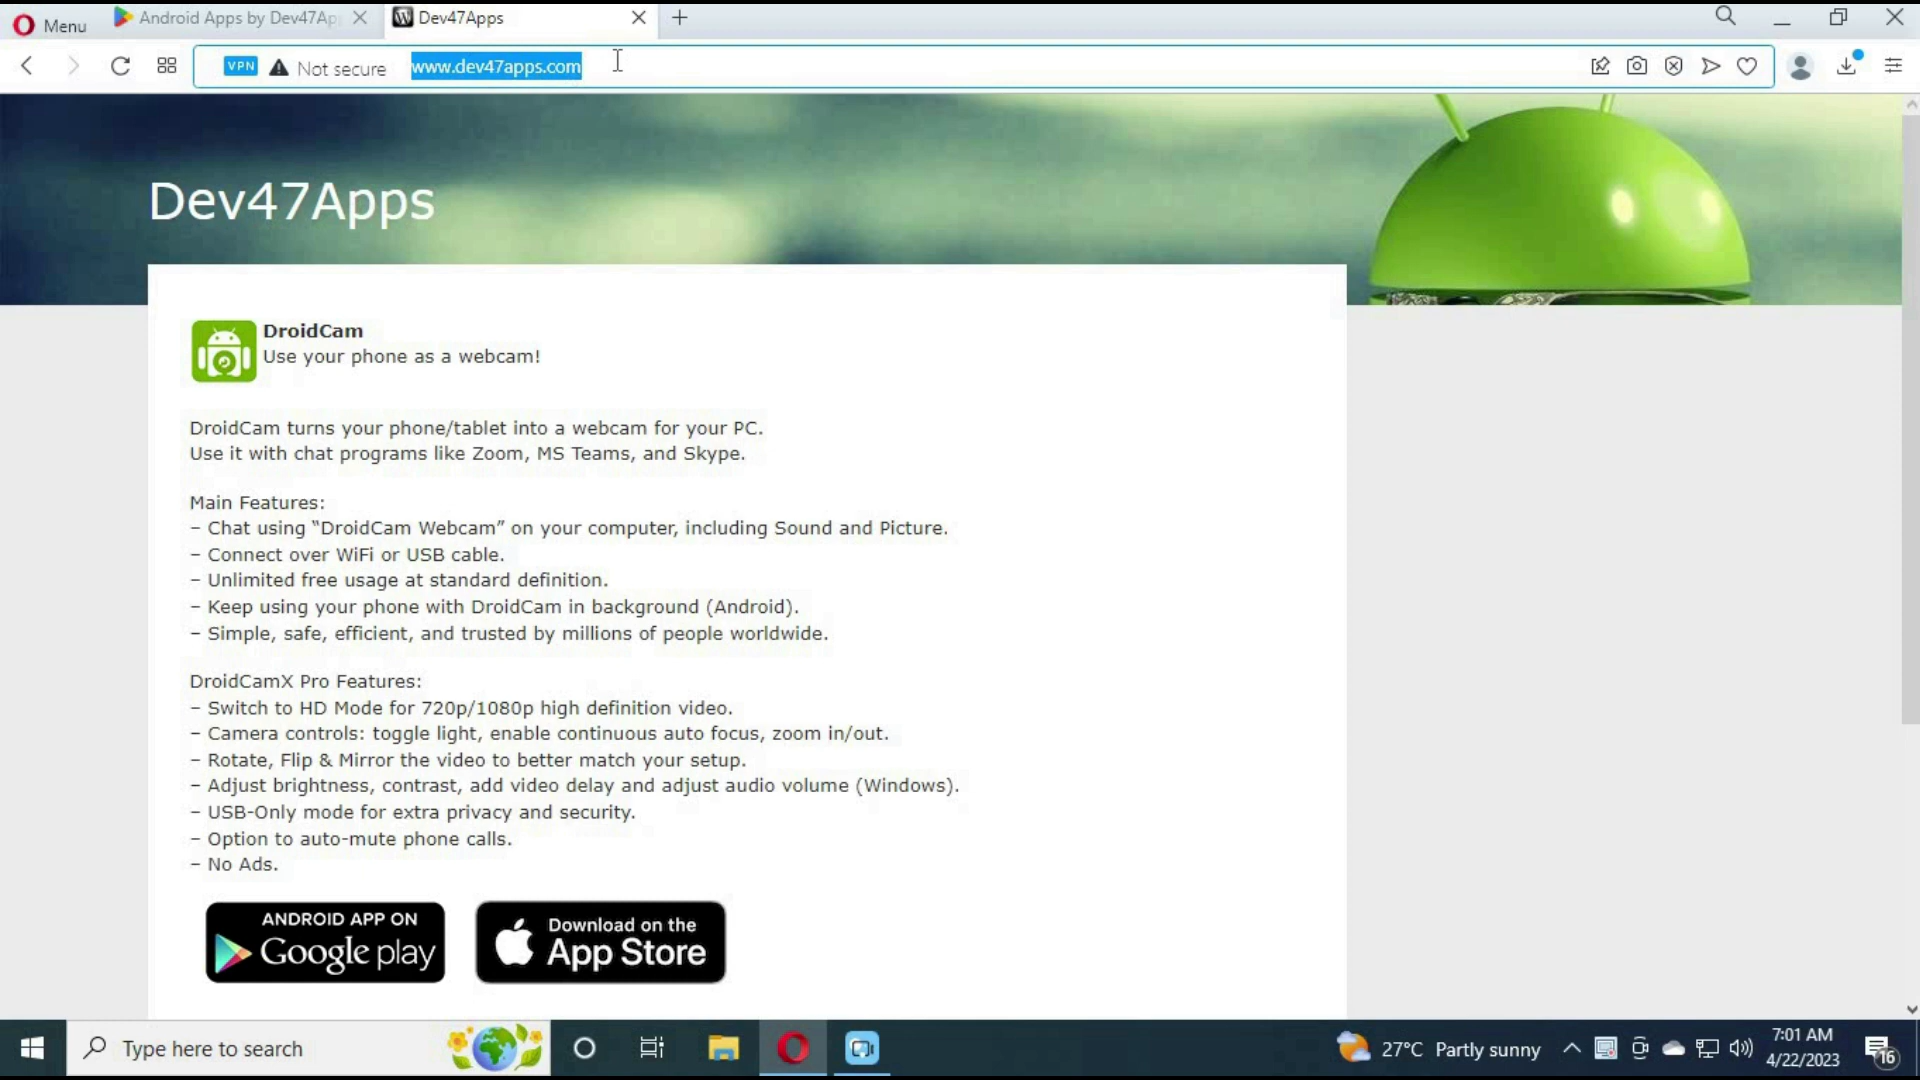 Menu
Android Apps by Dev47Ap
Dev47Apps
VPN
Not secure
www.dev47apps.com
Dev47Apps
DroidCam
Use your phone as a webcam!
DroidCam turns your phone/tablet into a webcam for your PC.
Use it with chat programs like Zoom, MS Teams, and Skype.
Main Features:
– Chat using “DroidCam Webcam” on your computer, including Sound and Picture.
– Connect over WiFi or USB cable.
– Unlimited free usage at standard definition.
– Keep using your phone with DroidCam in background (Android).
– Simple, safe, efficient, and trusted by millions of people worldwide.
DroidCamX Pro Features:
– Switch to HD Mode for 720p/1080p high definition video.
– Camera controls: toggle light, enable continuous auto focus, zoom in/out.
– Rotate, Flip & Mirror the video to better match your setup.
– Adjust brightness, contrast, add video delay and adjust audio volume (Windows).
– USB-Only mode for extra privacy and security.
– Option to auto-mute phone calls.
– No Ads.
ANDROID APP ON
Google play
Download on the
App Store
Type here to search
27°C Partly sunny
7:01 AM
4/22/2023
16